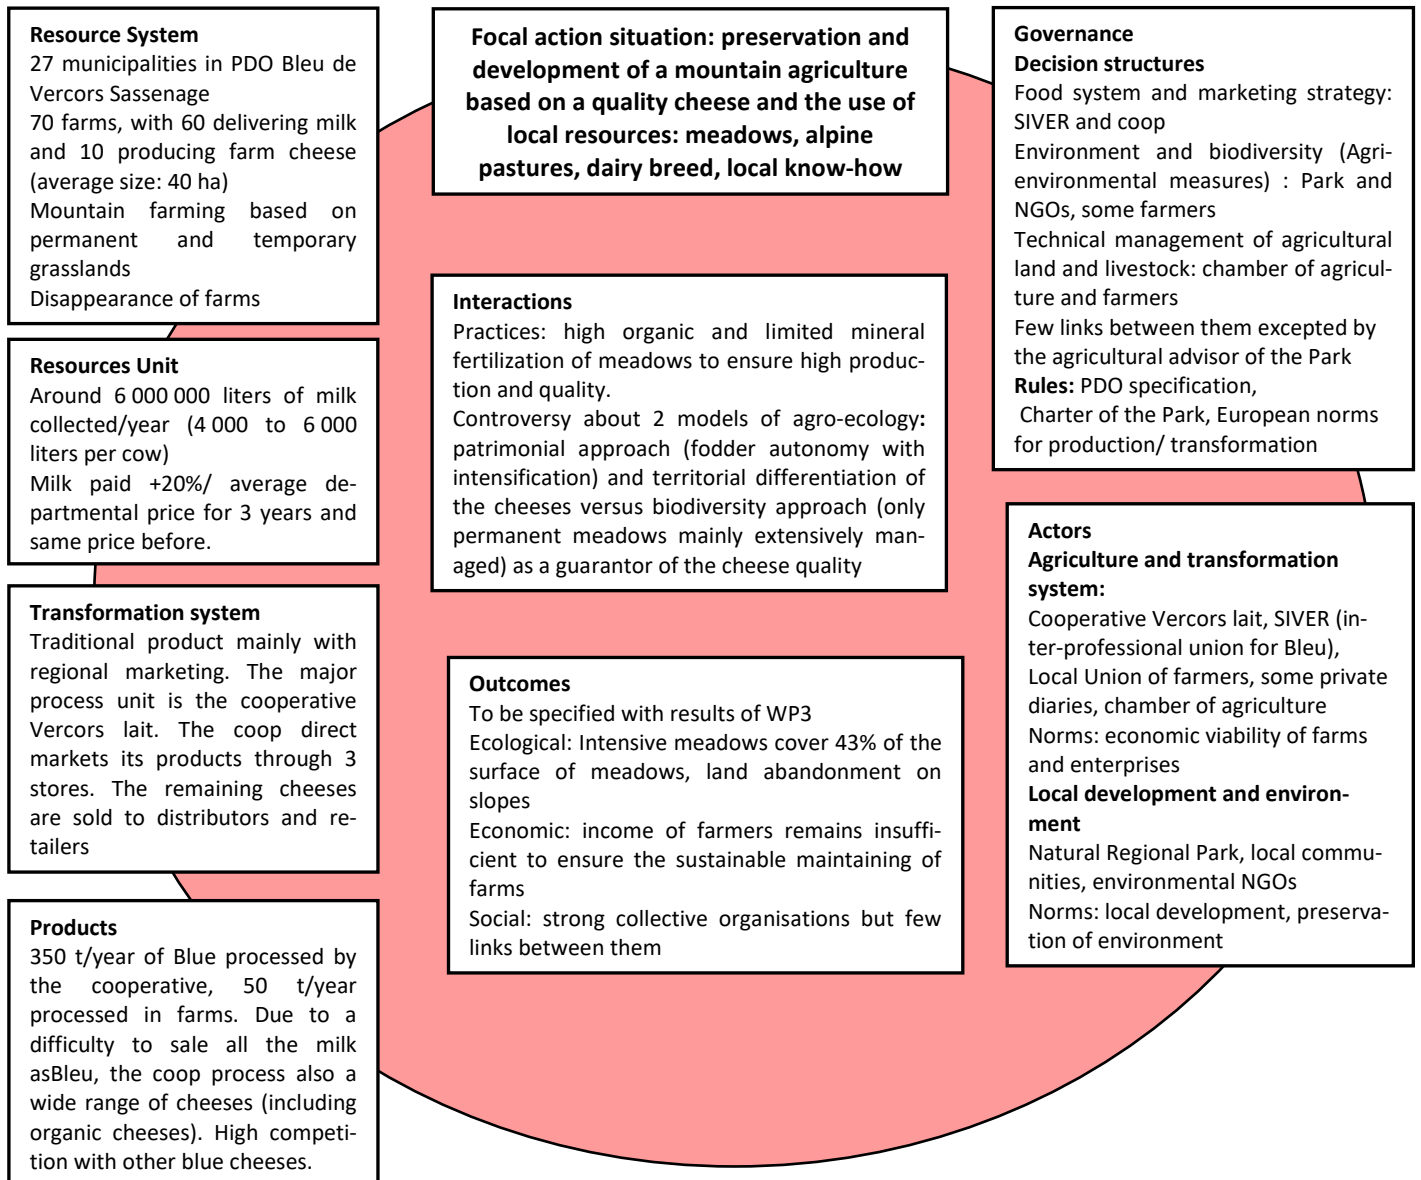 Resource System
27 municipalities in PDO Bleu de
Vercors Sassenage
70 farms, with 60 delivering milk
and 10 producing farm cheese
(average size: 40 ha)
Mountain farming based on
permanent and temporary
grasslands
Disappearance of farms
Resources Unit
Around 6 000 000 liters of milk
collected/year (4 000 to 6 000
liters per cow)
Milk paid +20%/ average de-
partmental price for 3 years and
same price before.
Transformation system
Traditional product mainly with
regional marketing. The major
process unit is the cooperative
Vercors lait. The coop direct
markets its products through 3
stores. The remaining cheeses
are sold to distributors and re-
tailers
Products
350 t/year of Blue processed by
the cooperative, 50 t/year
processed in farms. Due to a
difficulty to sale all the milk
asBleu, the coop process also a
wide range of cheeses (including
organic cheeses). High competi-
tion with other blue cheeses.
Focal action situation: preservation and
development of a mountain agriculture
based on a quality cheese and the use of
local resources: meadows, alpine
pastures, dairy breed, local know-how
Interactions
Practices: high organic and limited mineral
fertilization of meadows to ensure high produc-
tion and quality.
Controversy about 2 models of agro-ecology:
patrimonial approach (fodder autonomy with
intensification) and territorial differentiation of
the cheeses versus biodiversity approach (only
permanent meadows mainly extensively man-
aged) as a guarantor of the cheese quality
Outcomes
To be specified with results of WP3
Ecological: Intensive meadows cover 43% of the
surface of meadows, land abandonment on
slopes
Economic: income of farmers remains insuffi-
cient to ensure the sustainable maintaining of
farms
Social: strong collective organisations but few
links between them
Governance
Decision structures
Food system and marketing strategy:
SIVER and coop
Environment and biodiversity (Agri-
environmental measures) : Park and
NGOs, some farmers
Technical management of agricultural
land and livestock: chamber of agricul-
ture and farmers
Few links between them excepted by
the agricultural advisor of the Park
Rules: PDO specification,
Charter of the Park, European norms
for production/ transformation
Actors
Agriculture and transformation
system:
Cooperative Vercors lait, SIVER (in-
ter-professional union for Bleu),
Local Union of farmers, some private
diaries, chamber of agriculture
Norms: economic viability of farms
and enterprises
Local development and environ-
ment
Natural Regional Park, local commu-
nities, environmental NGOs
Norms: local development, preserva-
tion of environment